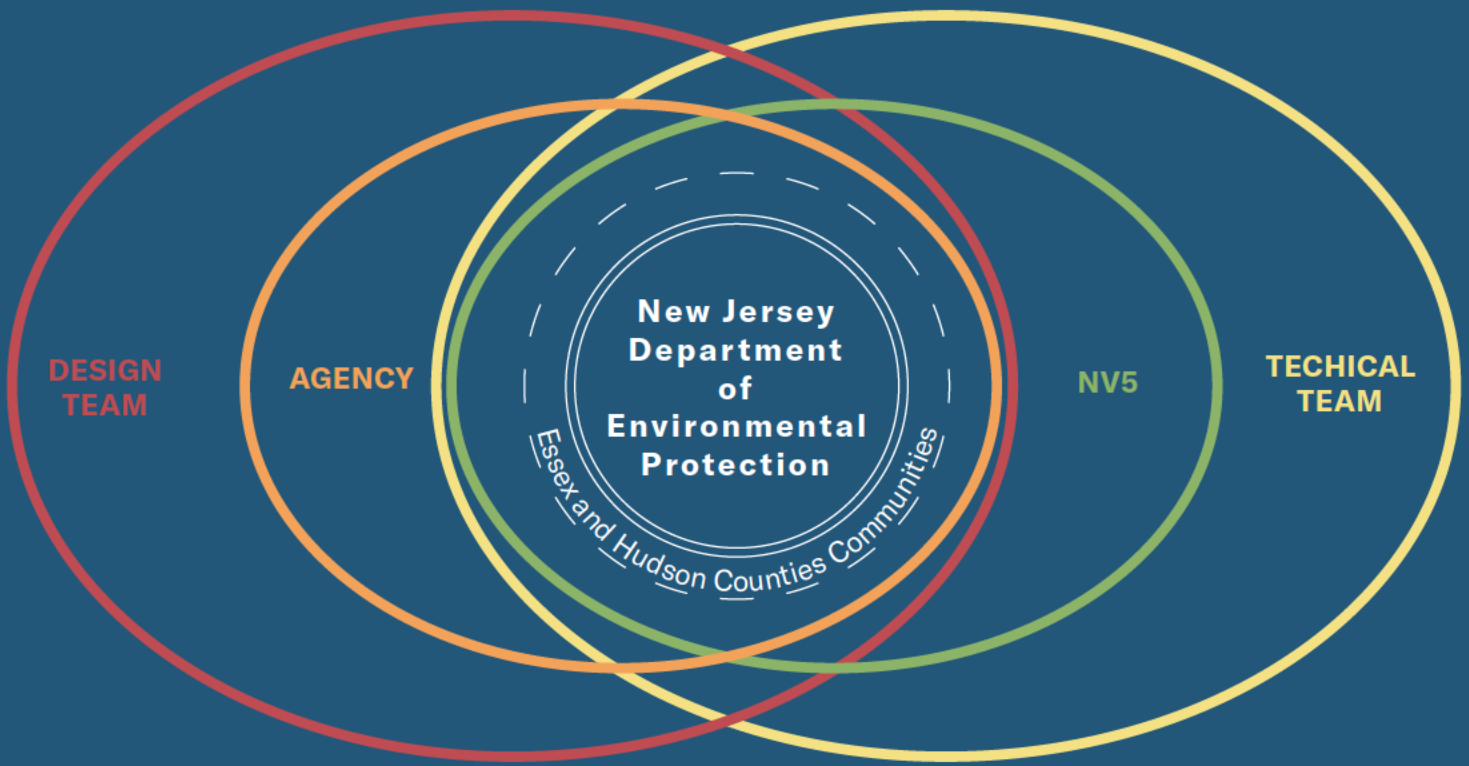 DESIGN
TEAM
AGENCY
New Jersey
Department
of
Environmental
Protection
Essex and Hudson Counties Communities
NV5
TECHICAL
TEAM